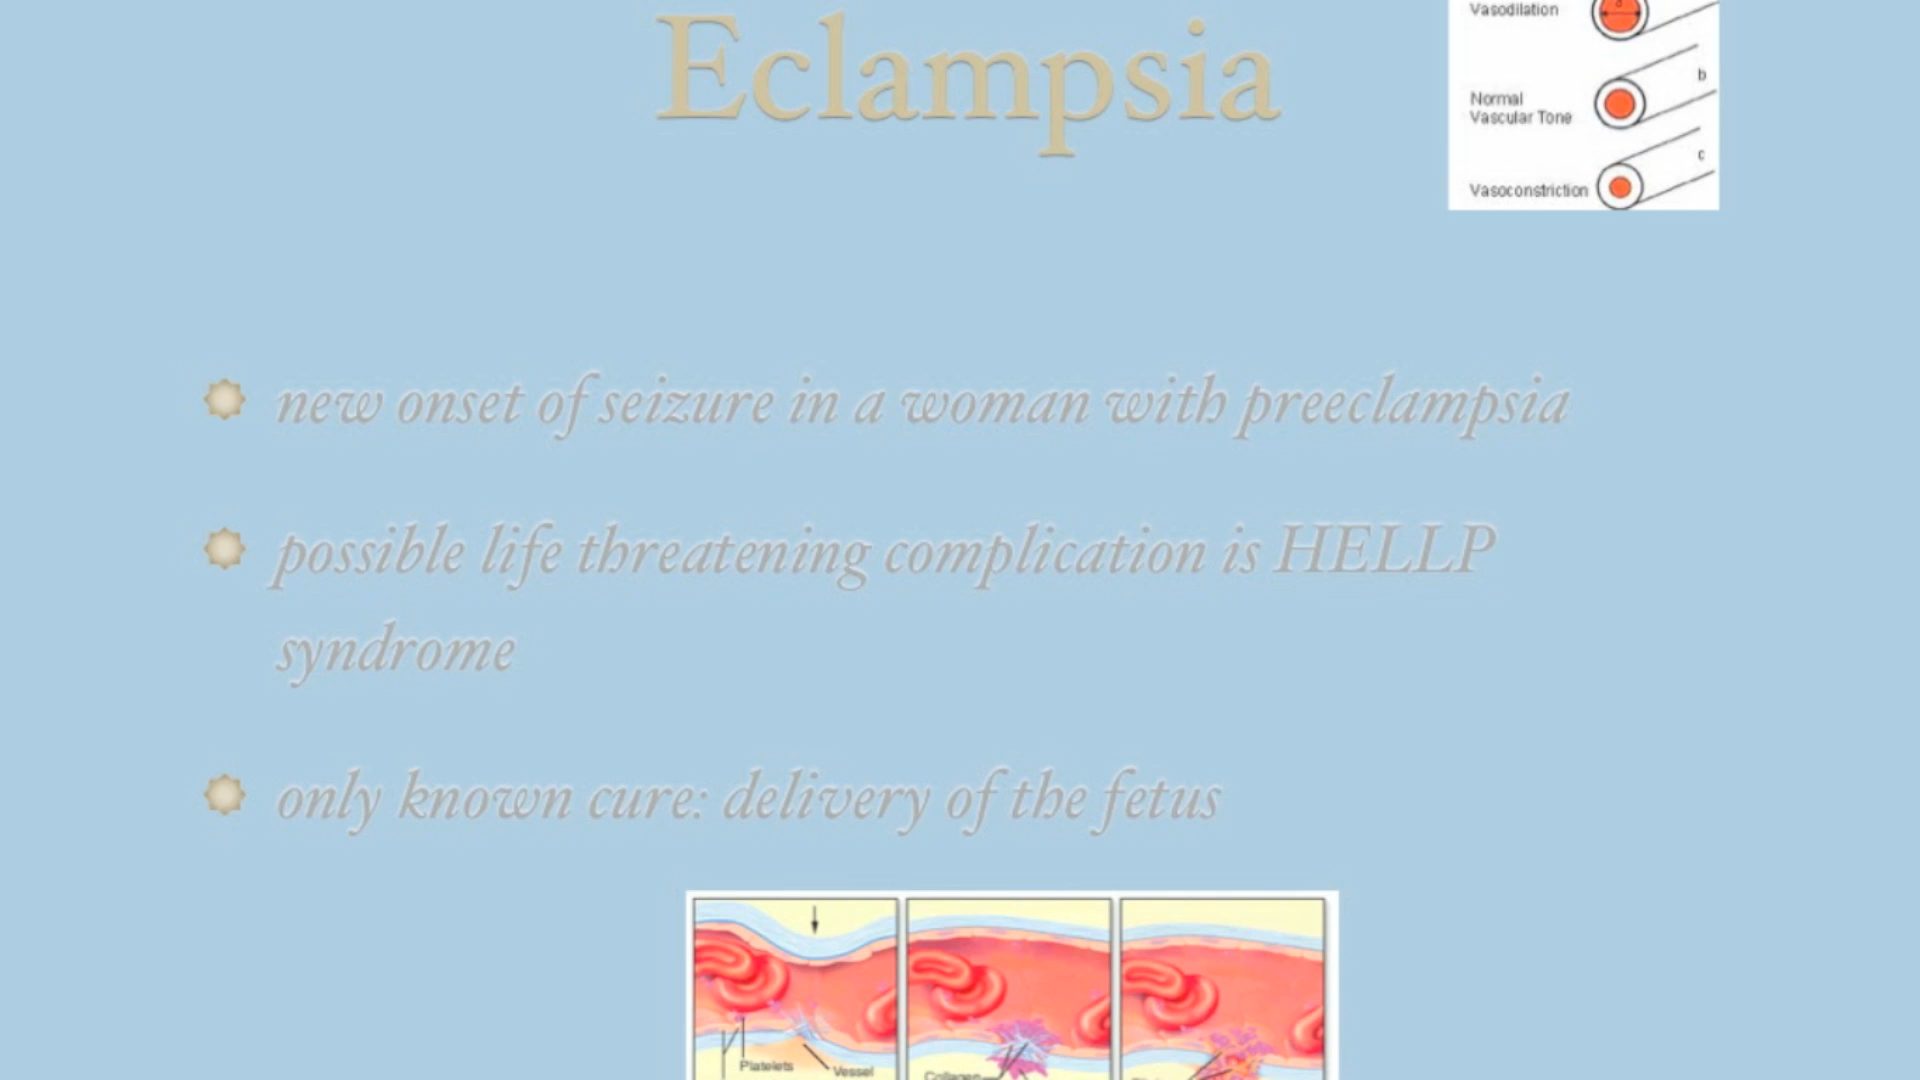 Eclampsia
Vasodilation
a
b
Normal
Vascular Tone
c
Vasoconstriction
new onset of seizure in a woman with preeclampsia
possible life threatening complication is HELLP
syndrome
only known cure: delivery of the fetus
Platelets
Vessel
Collagen